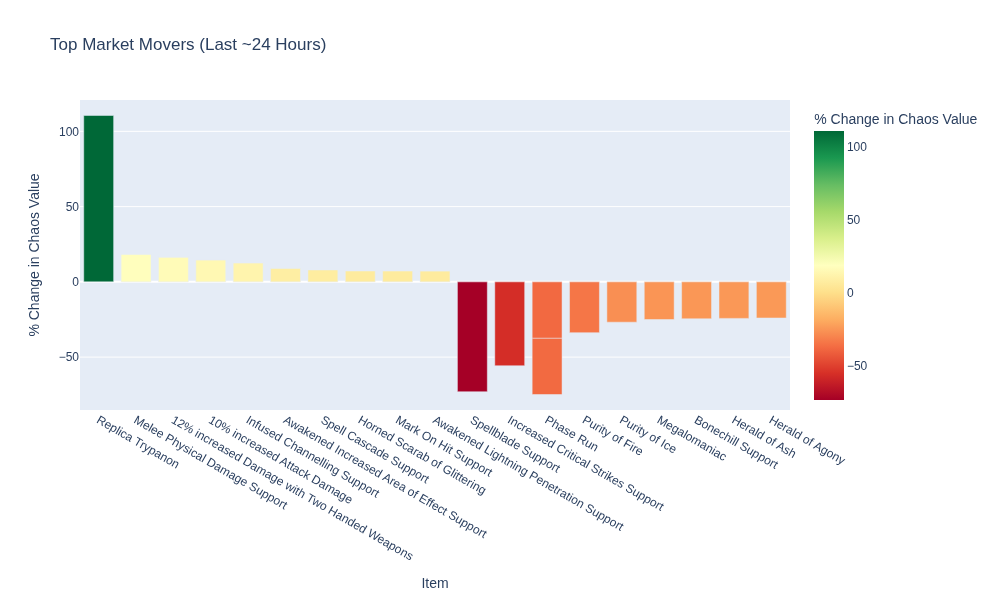 Top Market Movers (Last ~24 Hours)
% Change in Chaos Value
100
50
0
−50
% Change in Chaos Value
100
50
0
−50
Replica Trypanon
Melee Physical Damage Support
12% increased Damage with Two Handed Weapons
10% increased Attack Damage
Infused Channelling Support
Awakened Increased Area of Effect Support
Spell Cascade Support
Horned Scarab of Glittering
Mark On Hit Support
Awakened Lightning Penetration Support
Spellblade Support
Increased Critical Strikes Support
Phase Run
Purity of Fire
Purity of Ice
Megalomaniac
Bonechill Support
Herald of Ash
Herald of Agony
Item